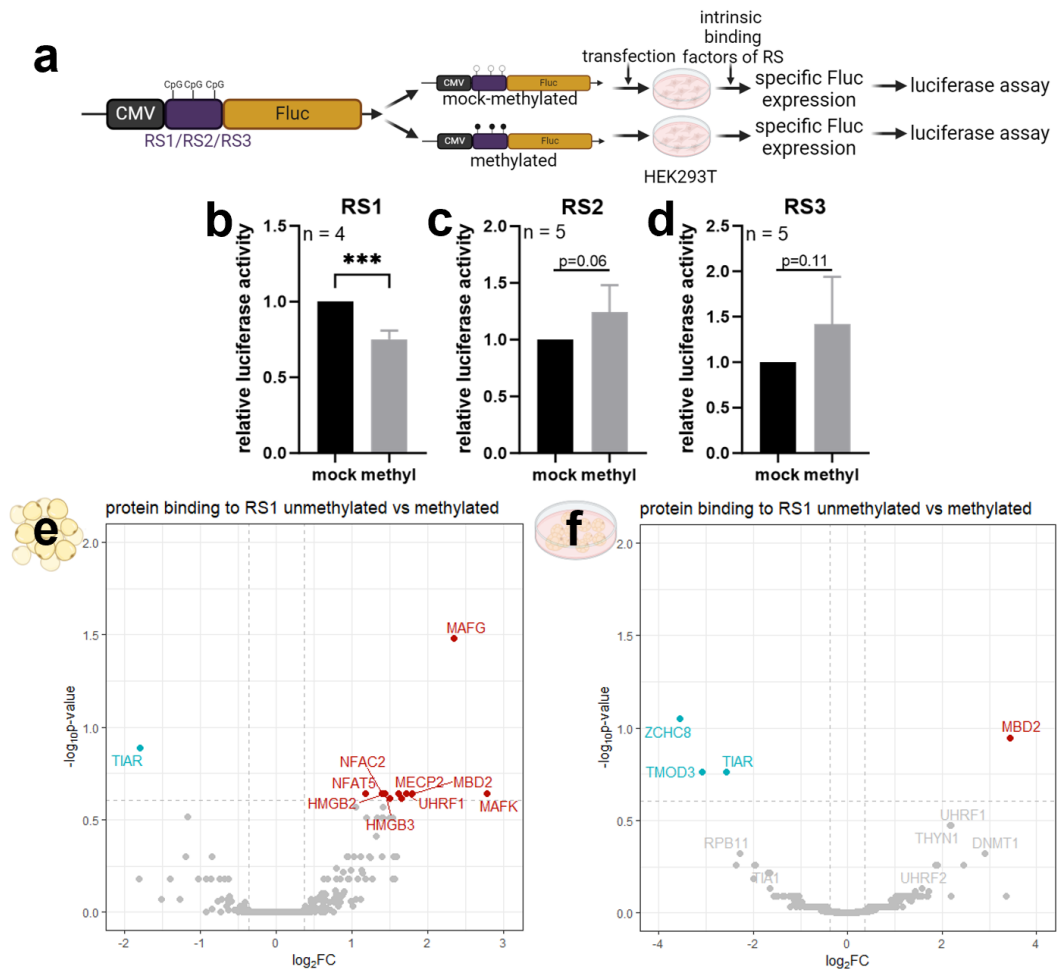 a
CpG CpG CpG
CMV
Fluc
RS1/RS2/RS3
CMV
Fluc
mock-methylated
CMV
Fluc
methylated
transfection
intrinsic
binding
factors of RS
HEK293T
specific Fluc
expression
luciferase assay
specific Fluc
expression
luciferase assay
b
RS1
n = 4
***
relative luciferase activity
1.5
1.0
0.5
0.0
mock methyl
c
RS2
n = 5
p=0.06
relative luciferase activity
2.0
1.5
1.0
0.5
0.0
mock methyl
d
RS3
n = 5
p=0.11
relative luciferase activity
2.5
2.0
1.5
1.0
0.5
0.0
mock methyl
e
protein binding to RS1 unmethylated vs methylated
-log10p-value
2.0
1.5
1.0
0.5
0.0
MAFG
TIAR
NFAC2
NFAT5
MECP2
MBD2
HMGB2
UHRF1
MAFK
HMGB3
-2
-1
0
1
2
3
log2FC
f
protein binding to RS1 unmethylated vs methylated
-log10p-value
2.0
1.5
1.0
0.5
0.0
ZCHC8
MBD2
TMOD3
TIAR
UHRF1
RPB11
THYN1
DNMT1
TIA1
UHRF2
-4
-2
0
2
4
log2FC